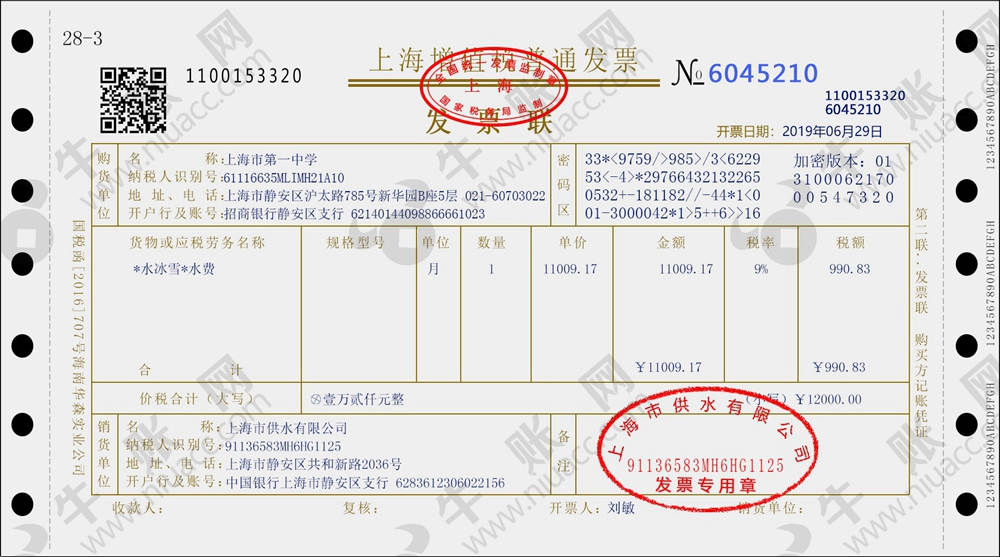 28-3
1100153320
上海增值税普通发票
全国统一发票监制章
上海
国家税务局监制
发票联
№ 6045210
1100153320
6045210
开票日期: 2019年06月29日
购货单位
名称:上海市第一中学
纳税人识别号:61116635MLIMH21A10
地址、电话:上海市静安区沪太路785号新华园B座5层 021-60703022
开户行及账号:招商银行静安区支行 62140144098866661023
密码区
33*<9759/>985>/3<6229
53<-4>*29766432132265
0532+-181182//-44*1<0
01-3000042*1>5++6>>16
加密版本: 01
3100062170
00547320
货物或应税劳务名称 规格型号 单位 数量 单价 金额 税率 税额
*水冰雪*水费 月 1 11009.17 11009.17 9% 990.83
合计 ¥11009.17 ¥990.83
价税合计（大写） ⊗壹万贰仟元整 （小写）¥12000.00
销货单位
名称:上海市供水有限公司
纳税人识别号:91136583MH6HG1125
地址、电话:上海市静安区共和新路2036号
开户行及账号:中国银行上海市静安区支行 6283612306022156
备注
上海市供水有限公司
91136583MH6HG1125
发票专用章
收款人: 复核: 开票人: 刘敏 销货单位:
国税函[2016]707号海南华森实业公司
第二联:发票联 购买方记账凭证
1234567890ABCDEFGH
1234567890ABCDEFGH
1234567890ABCDEFGH
牛账网
www.niuacc.com